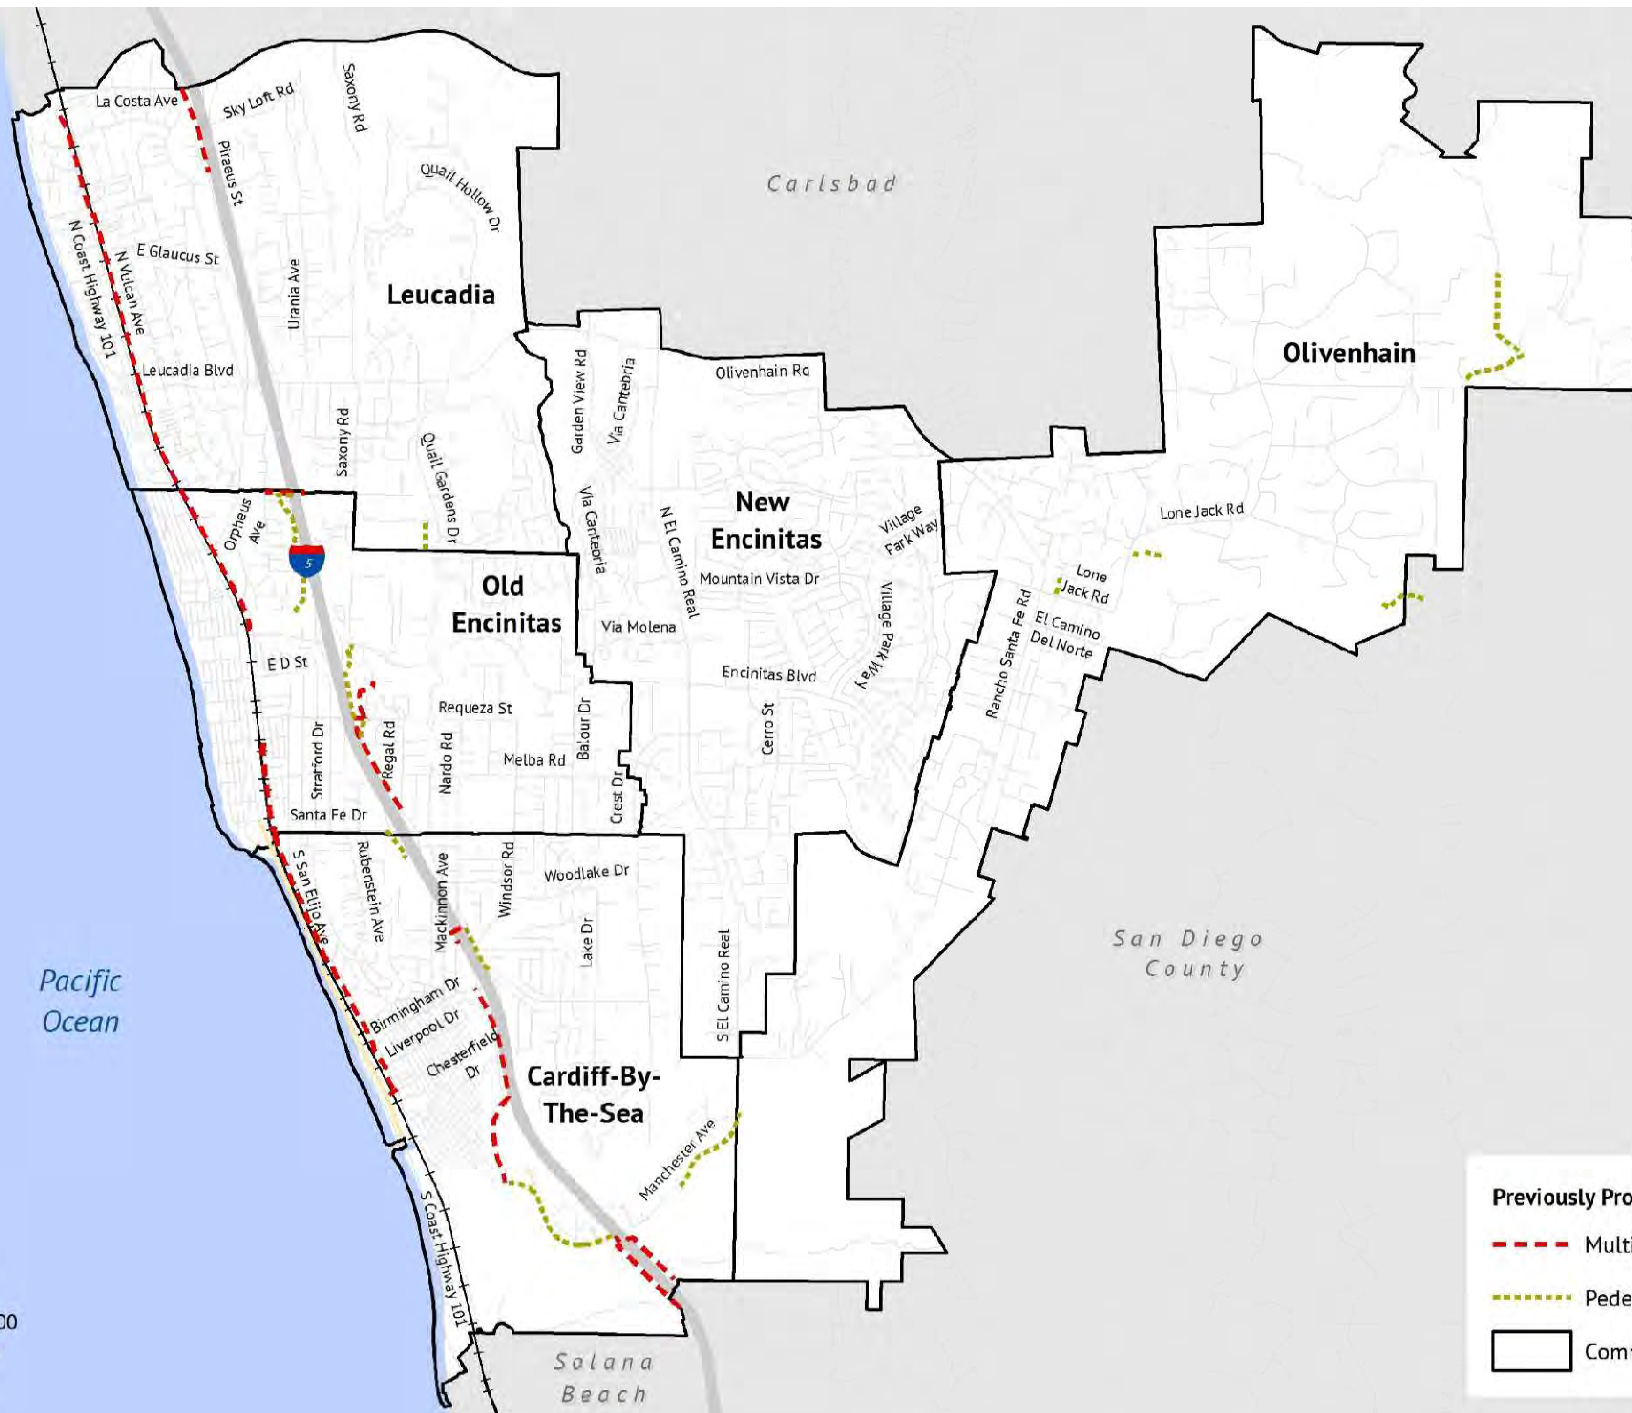 La Costa Ave
Sky Loft Rd
Saxony Rd
Piraeus St
Quail Hollow Dr
Carlsbad
N Coast Highway 101
N Vulcan Ave
E Glaucus St
Urania Ave
Leucadia
Leucadia Blvd
Saxony Rd
Quail Gardens Dr
Garden View Rd
Via Cantebria
Olivenhain Rd
Olivenhain
Orpheus
Ave
5
Old
Encinitas
Via Cantebria
N El Camino Real
New
Encinitas
Village
Park Way
Mountain Vista Dr
Lone Jack Rd
Lone
Jack Rd
Via Molena
Village Park Way
Rancho Santa Fe Rd
El Camino
Del Norte
E D St
Encinitas Blvd
Requeza St
Balour Dr
Cerro St
Stratford Dr
Regal Rd
Nardo Rd
Melba Rd
Crest Dr
Santa Fe Dr
S San Elijo Ave
Rubenstein Ave
Mackinnon Ave
Windsor Rd
Woodlake Dr
Lake Dr
S El Camino Real
San Diego
County
Pacific
Ocean
Birmingham Dr
Liverpool Dr
Chesterfield
Dr
Cardiff-By-
The-Sea
Manchester Ave
S Coast Highway 101
Solana
Beach
00
Previously Pro
Multi
Pede
Com